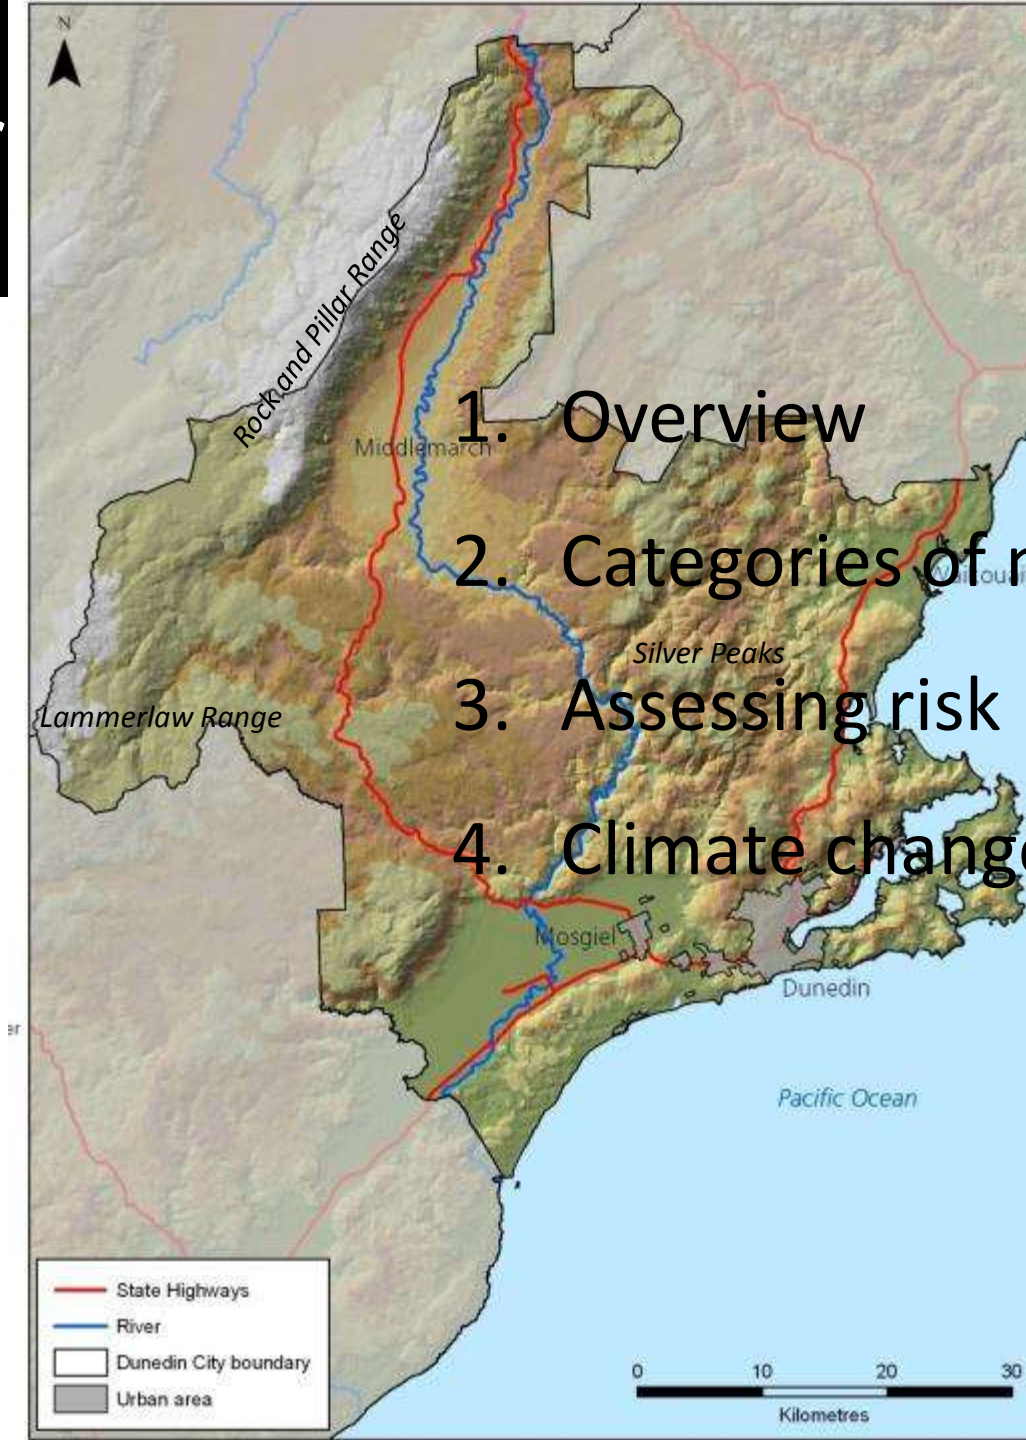 N
Rock and Pillar Range
1. Overview
Middlemarch
2. Categories of
Silver Peaks
Lammerlaw Range
3. Assessing risk
4. Climate change
Mosgiel
Dunedin
Pacific Ocean
State Highways
River
Dunedin City boundary
Urban area
0 10 20 30
Kilometres